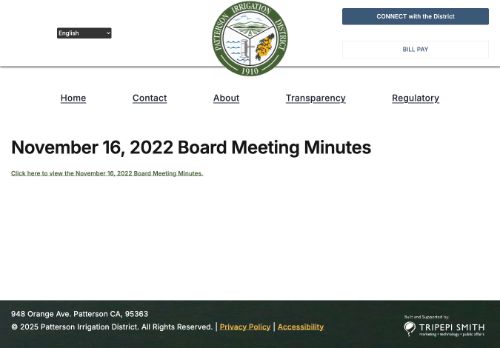 English
PATTERSON IRRIGATION DISTRICT
1910
CONNECT with the District
BILL PAY
Home
Contact
About
Transparency
Regulatory
November 16, 2022 Board Meeting Minutes
Click here to view the November 16, 2022 Board Meeting Minutes.
948 Orange Ave. Patterson CA, 95363
© 2025 Patterson Irrigation District. All Rights Reserved. | Privacy Policy | Accessibility
Built and Supported by:
TRIPEPI SMITH
marketing • technology • public affairs